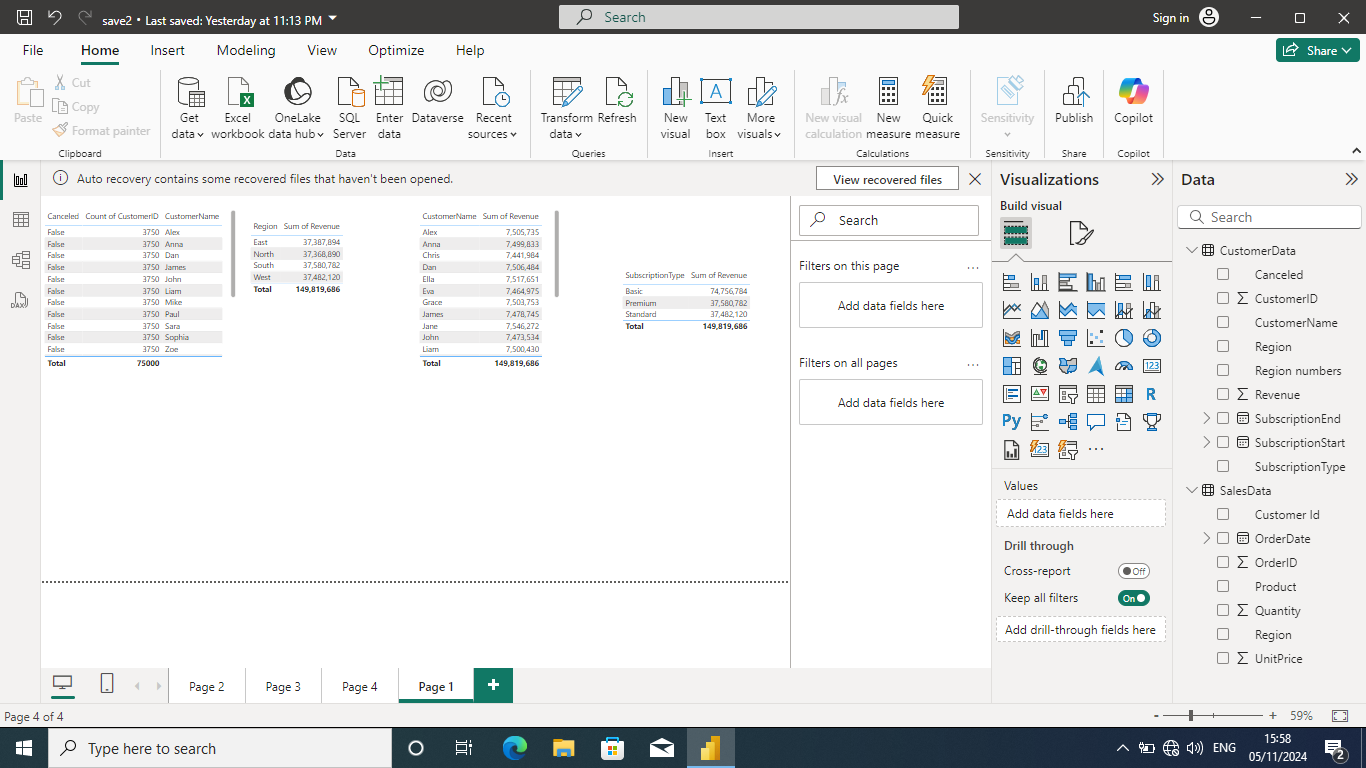 save2 • Last saved: Yesterday at 11:13 PM
Search
Sign in
File Home Insert Modeling View Optimize Help
Share
Paste
Cut
Copy
Format painter
Clipboard
Get data
Excel workbook
OneLake data hub
SQL Server
Enter data
Dataverse
Recent sources
Data
Transform data
Refresh
Queries
New visual
Text box
More visuals
Insert
New visual calculation
New measure
Quick measure
Calculations
Sensitivity
Sensitivity
Publish
Share
Copilot
Copilot
Auto recovery contains some recovered files that haven't been opened.
View recovered files
Canceled Count of CustomerID CustomerName
False 3750 Alex
False 3750 Anna
False 3750 Dan
False 3750 James
False 3750 John
False 3750 Liam
False 3750 Mike
False 3750 Paul
False 3750 Sara
False 3750 Sophia
False 3750 Zoe
Total 75000
Region Sum of Revenue
East 37,387,894
North 37,368,890
South 37,580,782
West 37,482,120
Total 149,819,686
CustomerName Sum of Revenue
Alex 7,505,735
Anna 7,499,833
Chris 7,441,984
Dan 7,506,484
Ella 7,517,651
Eva 7,464,975
Grace 7,503,753
James 7,478,745
Jane 7,546,272
John 7,473,534
Liam 7,500,430
Total 149,819,686
SubscriptionType Sum of Revenue
Basic 74,756,784
Premium 37,580,782
Standard 37,482,120
Total 149,819,686
Search
Filters on this page
...
Add data fields here
Filters on all pages
...
Add data fields here
Visualizations
Build visual
123
R
Py
123
...
Values
Add data fields here
Drill through
Cross-report
Off
Keep all filters
On
Add drill-through fields here
Data
Search
CustomerData
Canceled
CustomerID
CustomerName
Region
Region numbers
Revenue
SubscriptionEnd
SubscriptionStart
SubscriptionType
SalesData
Customer Id
OrderDate
OrderID
Product
Quantity
Region
UnitPrice
DAX
Page 2
Page 3
Page 4
Page 1
+
Page 4 of 4
- + 59%
Type here to search
ENG
15:58
05/11/2024
2